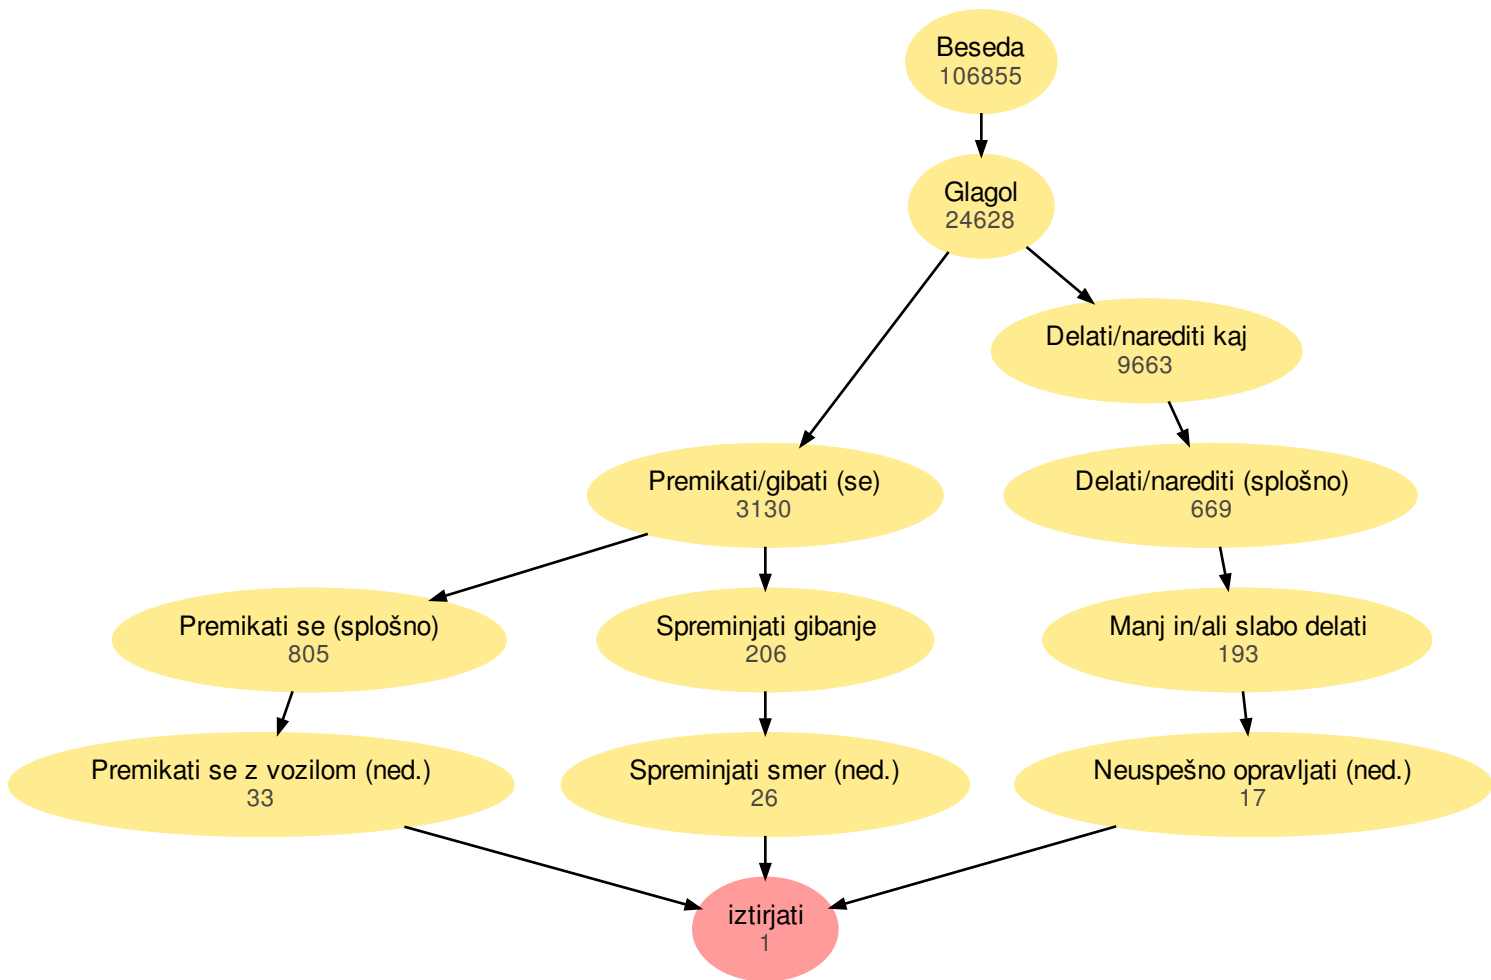 Beseda
106855
Glagol
24628
Delati/narediti kaj
9663
Premikati/gibati (se)
3130
Delati/narediti (splošno)
669
Premikati se (splošno)
805
Spreminjati gibanje
206
Manj in/ali slabo delati
193
Premikati se z vozilom (ned.)
33
Spreminjati smer (ned.)
26
Neuspešno opravljati (ned.)
17
iztirjati
1